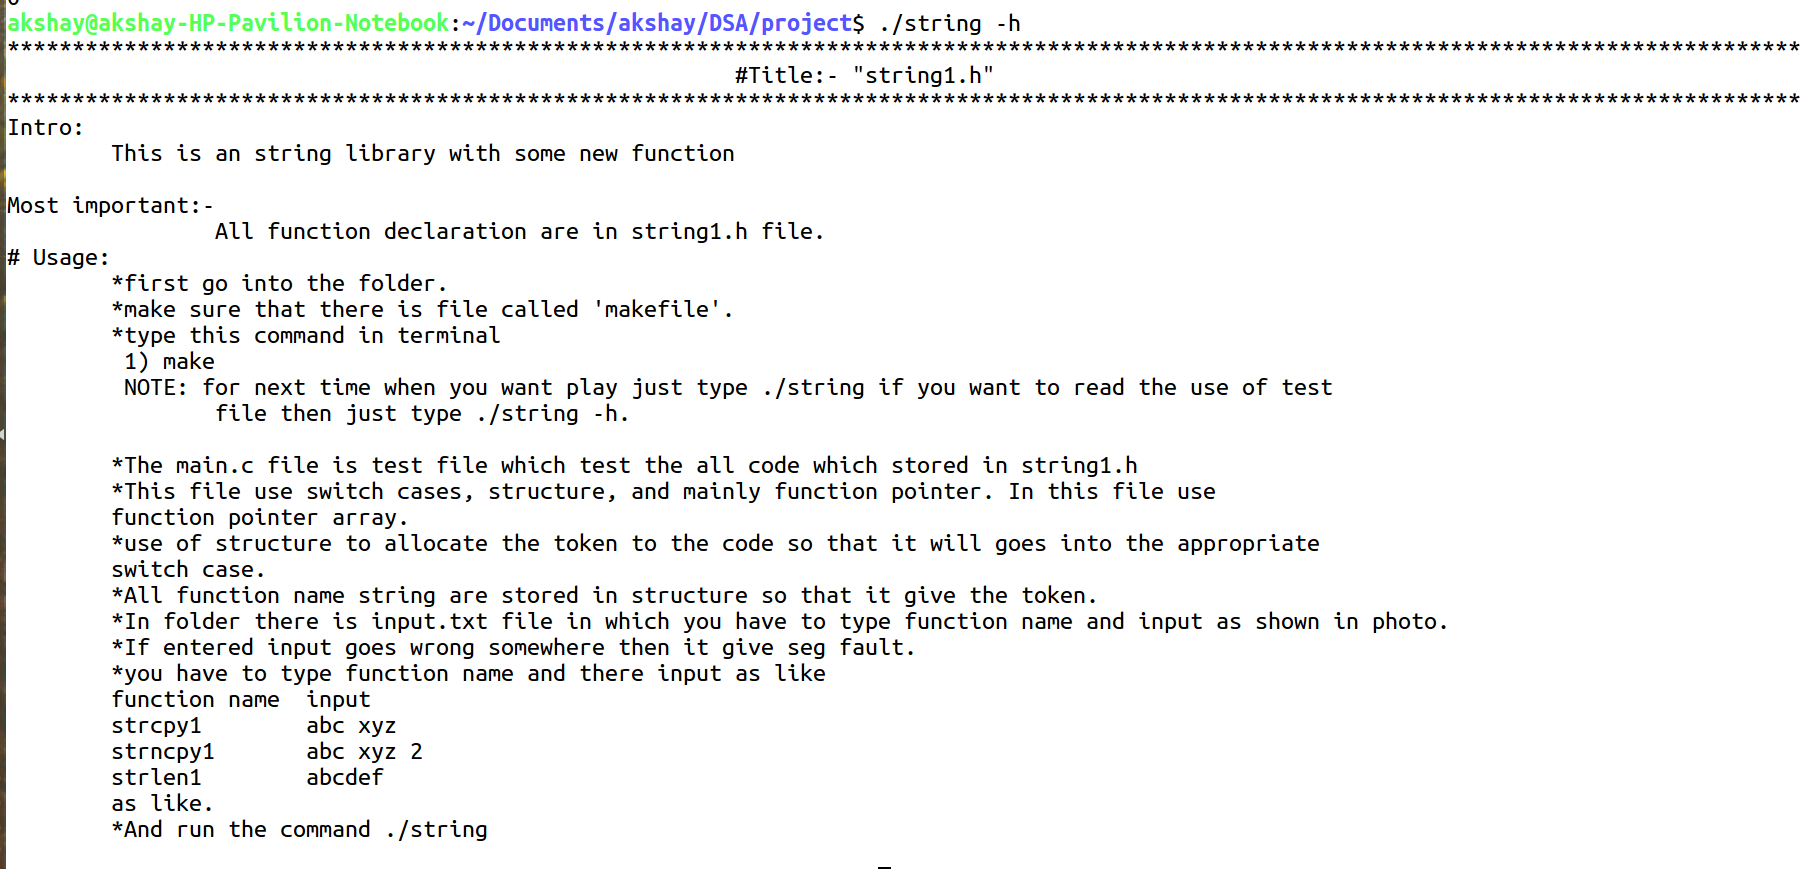 akshay@akshay-HP-Pavilion-Notebook:~/Documents/akshay/DSA/project$ ./string -h
******************************************************************************************************************************************
#Title:- "string1.h"
******************************************************************************************************************************************
Intro:
This is an string library with some new function
Most important:-
All function declaration are in string1.h file.
# Usage:
*first go into the folder.
*make sure that there is file called 'makefile'.
*type this command in terminal
1) make
NOTE: for next time when you want play just type ./string if you want to read the use of test
file then just type ./string -h.
*The main.c file is test file which test the all code which stored in string1.h
*This file use switch cases, structure, and mainly function pointer. In this file use
function pointer array.
*use of structure to allocate the token to the code so that it will goes into the appropriate
switch case.
*All function name string are stored in structure so that it give the token.
*In folder there is input.txt file in which you have to type function name and input as shown in photo.
*If entered input goes wrong somewhere then it give seg fault.
*you have to type function name and there input as like
function name  input
strcpy1        abc xyz
strncpy1       abc xyz 2
strlen1        abcdef
as like.
*And run the command ./string